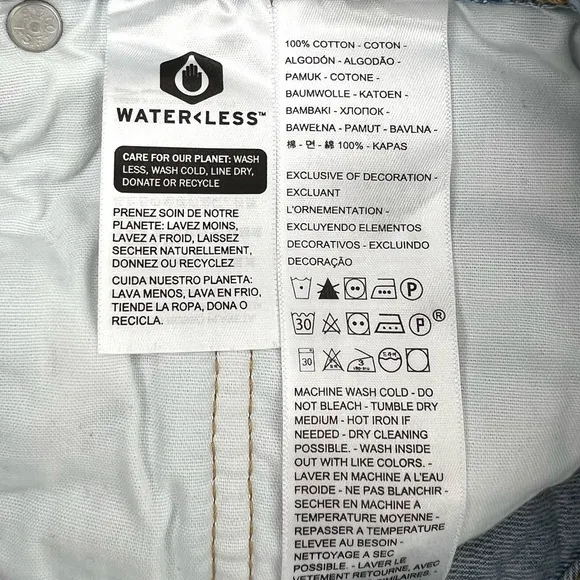 WATER<LESS™
CARE FOR OUR PLANET: WASH
LESS, WASH COLD, LINE DRY,
DONATE OR RECYCLE
PRENEZ SOIN DE NOTRE
PLANETE: LAVEZ MOINS,
LAVEZ A FROID, LAISSEZ
SECHER NATURELLEMENT,
DONNEZ OU RECYCLEZ
CUIDA NUESTRO PLANETA:
LAVA MENOS, LAVA EN FRIO,
TIENDE LA ROPA, DONA O
RECICLA.
100% COTTON - COTON -
ALGODÓN - ALGODÃO -
PAMUK - COTONE -
BAUMWOLLE - KATOEN -
BAMBAKI - ХЛОПОК -
BAWEŁNA - PAMUT - BAVLNA -
棉 - 면 - 綿 100% - KAPAS
EXCLUSIVE OF DECORATION -
EXCLUANT
L'ORNEMENTATION -
EXCLUYENDO ELEMENTOS
DECORATIVOS - EXCLUINDO
DECORAÇÃO
P
30 P ®
30 3
MACHINE WASH COLD - DO
NOT BLEACH - TUMBLE DRY
MEDIUM - HOT IRON IF
NEEDED - DRY CLEANING
POSSIBLE. - WASH INSIDE
OUT WITH LIKE COLORS. -
LAVER EN MACHINE A L'EAU
FROIDE - NE PAS BLANCHIR -
SECHER EN MACHINE A
TEMPERATURE MOYENNE -
REPASSER A TEMPERATURE
ELEVEE AU BESOIN -
NETTOYAGE A SEC
POSSIBLE. - LAVER LE
VETEMENT RETOURNE, AVEC